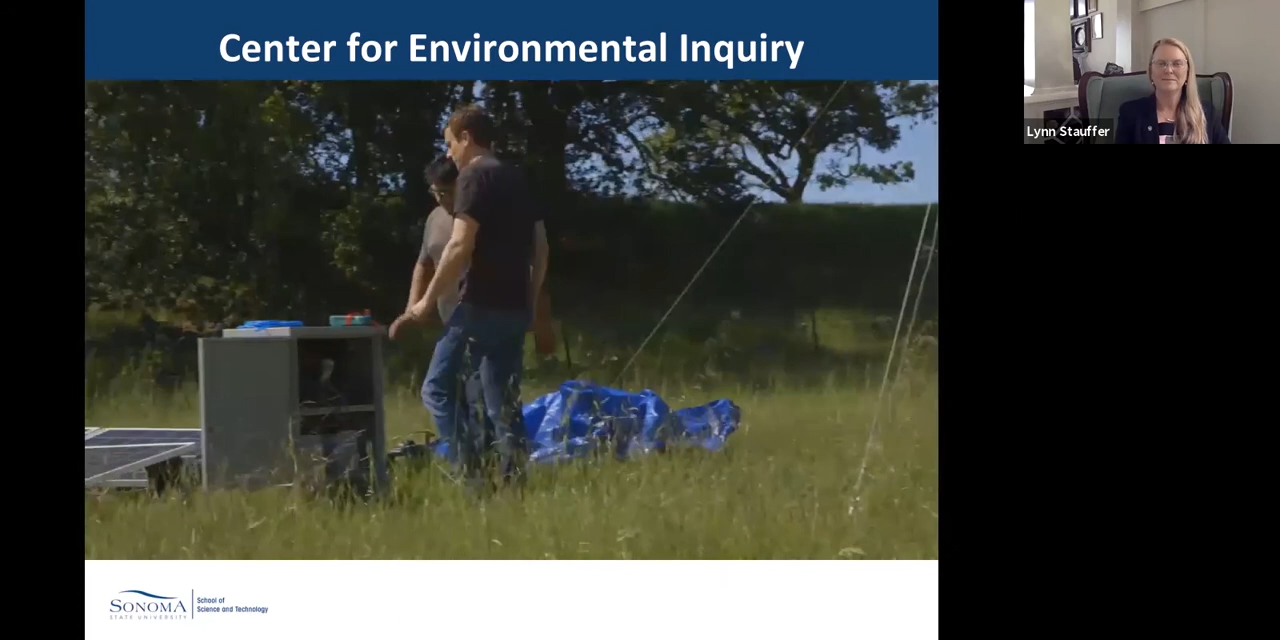 Center for Environmental Inquiry
Lynn Stauffer
SONOMA
STATE UNIVERSITY
School of
Science and Technology